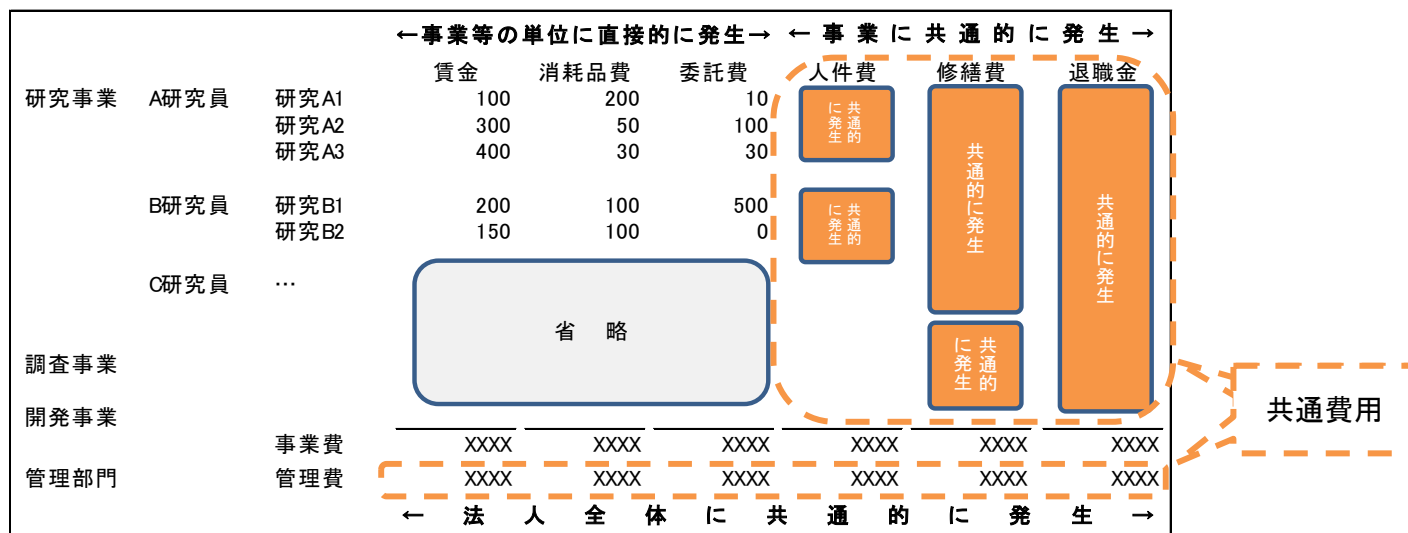 ←事業等の単位に直接的に発生→ ←事業に共通的に発生→
賃金 消耗品費 委託費 人件費 修繕費 退職金
研究事業 A研究員 研究A1 100 200 10
研究A2 300 50 100
研究A3 400 30 30
共通的に発生
B研究員 研究B1 200 100 500
研究B2 150 100 0
共通的に発生
共通的に発生
共通的に発生
C研究員 …
省 略
共通的に発生
調査事業
開発事業
共通費用
事業費 XXXX XXXX XXXX XXXX XXXX XXXX
管理部門 管理費 XXXX XXXX XXXX XXXX XXXX XXXX
← 法人全体に共通的に発生 →